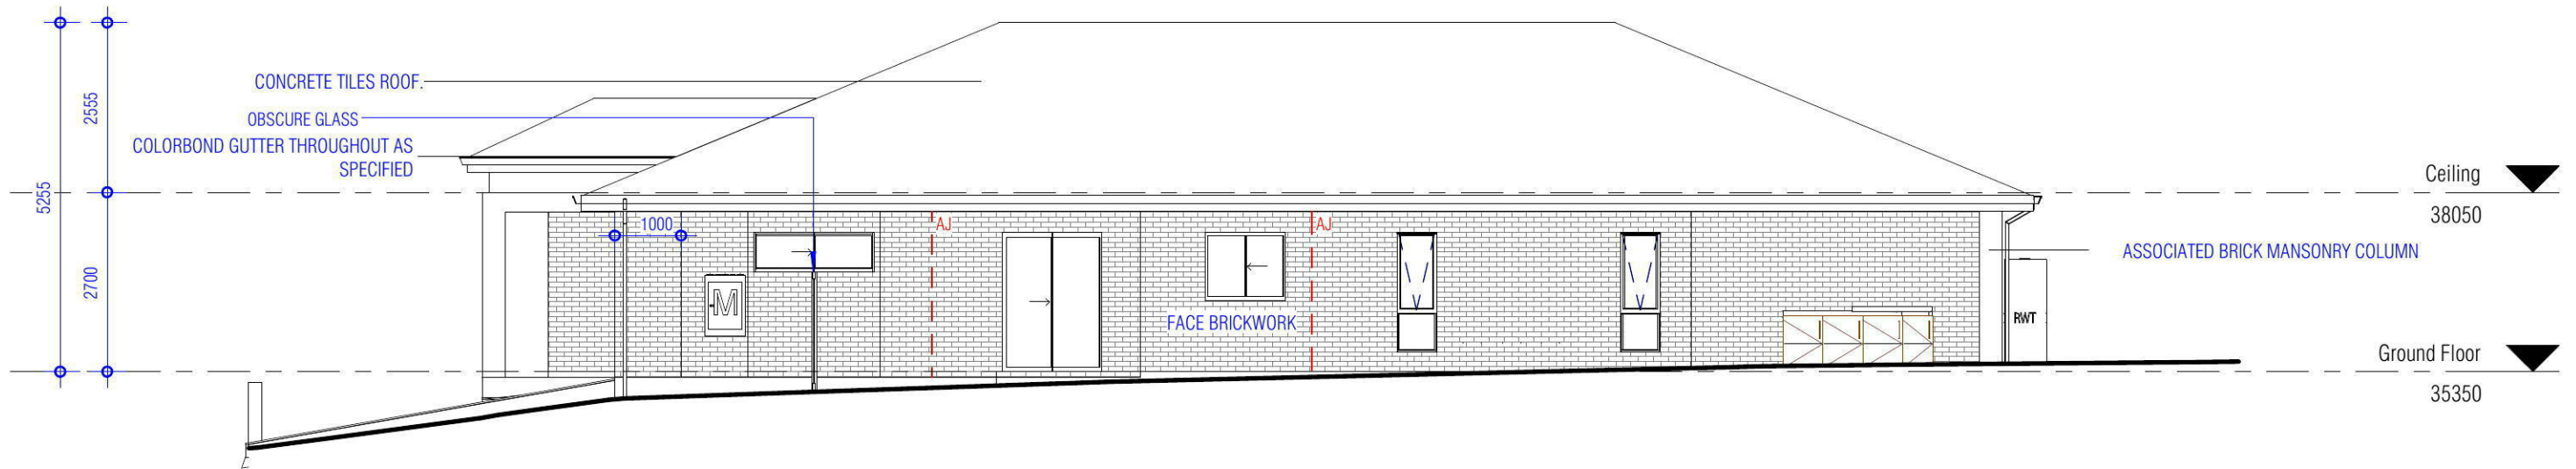 CONCRETE TILES ROOF.
OBSCURE GLASS
COLORBOND GUTTER THROUGHOUT AS
SPECIFIED
2555
5255
2700
1000
AJ
AJ
M
FACE BRICKWORK
RWT
ASSOCIATED BRICK MANSONRY COLUMN
Ceiling
38050
Ground Floor
35350